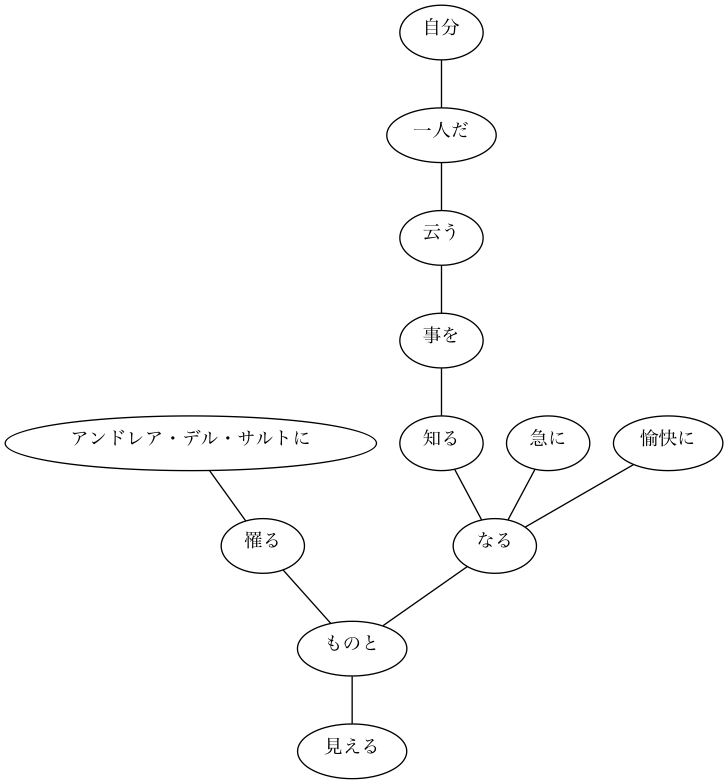 自分
一人だ
云う
事を
アンドレア・デル・サルトに
知る
急に
愉快に
罹る
なる
ものと
見える